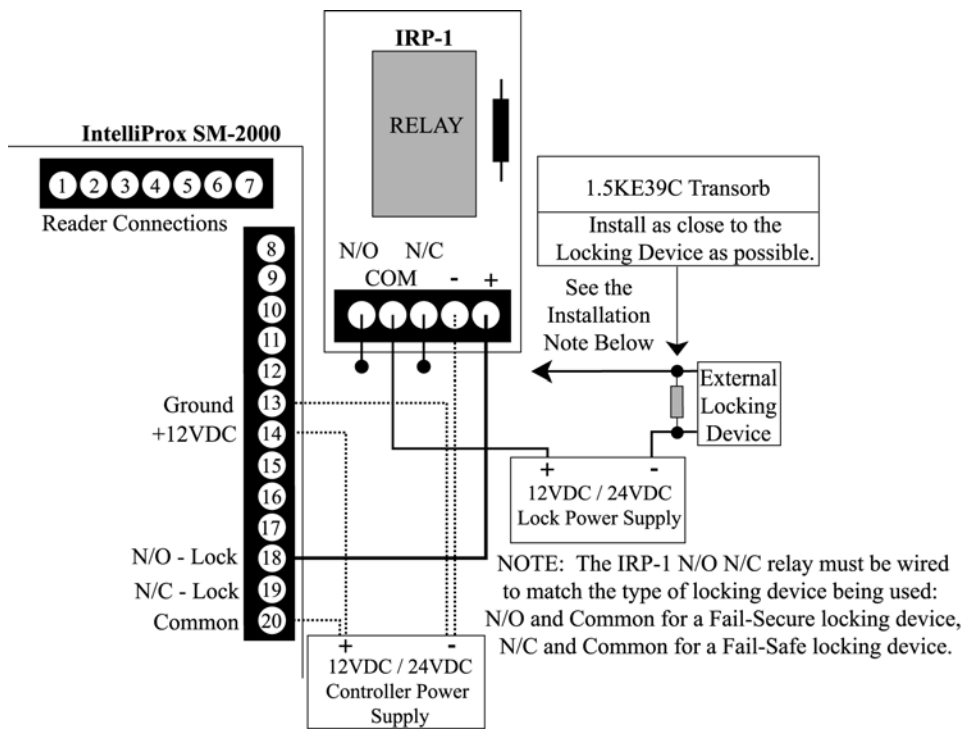 IRP-1
RELAY
IntelliProx SM-2000
1 2 3 4 5 6 7
Reader Connections
8
9
10
11
12
13
14
15
16
17
18
19
20
Ground
+12VDC
N/O - Lock
N/C - Lock
Common
N/O N/C
COM - +
1.5KE39C Transorb
Install as close to the
Locking Device as possible.
See the
Installation
Note Below
External
Locking
Device
+ -
12VDC / 24VDC
Lock Power Supply
+ -
12VDC / 24VDC
Controller Power
Supply
NOTE: The IRP-1 N/O N/C relay must be wired
to match the type of locking device being used:
N/O and Common for a Fail-Secure locking device,
N/C and Common for a Fail-Safe locking device.